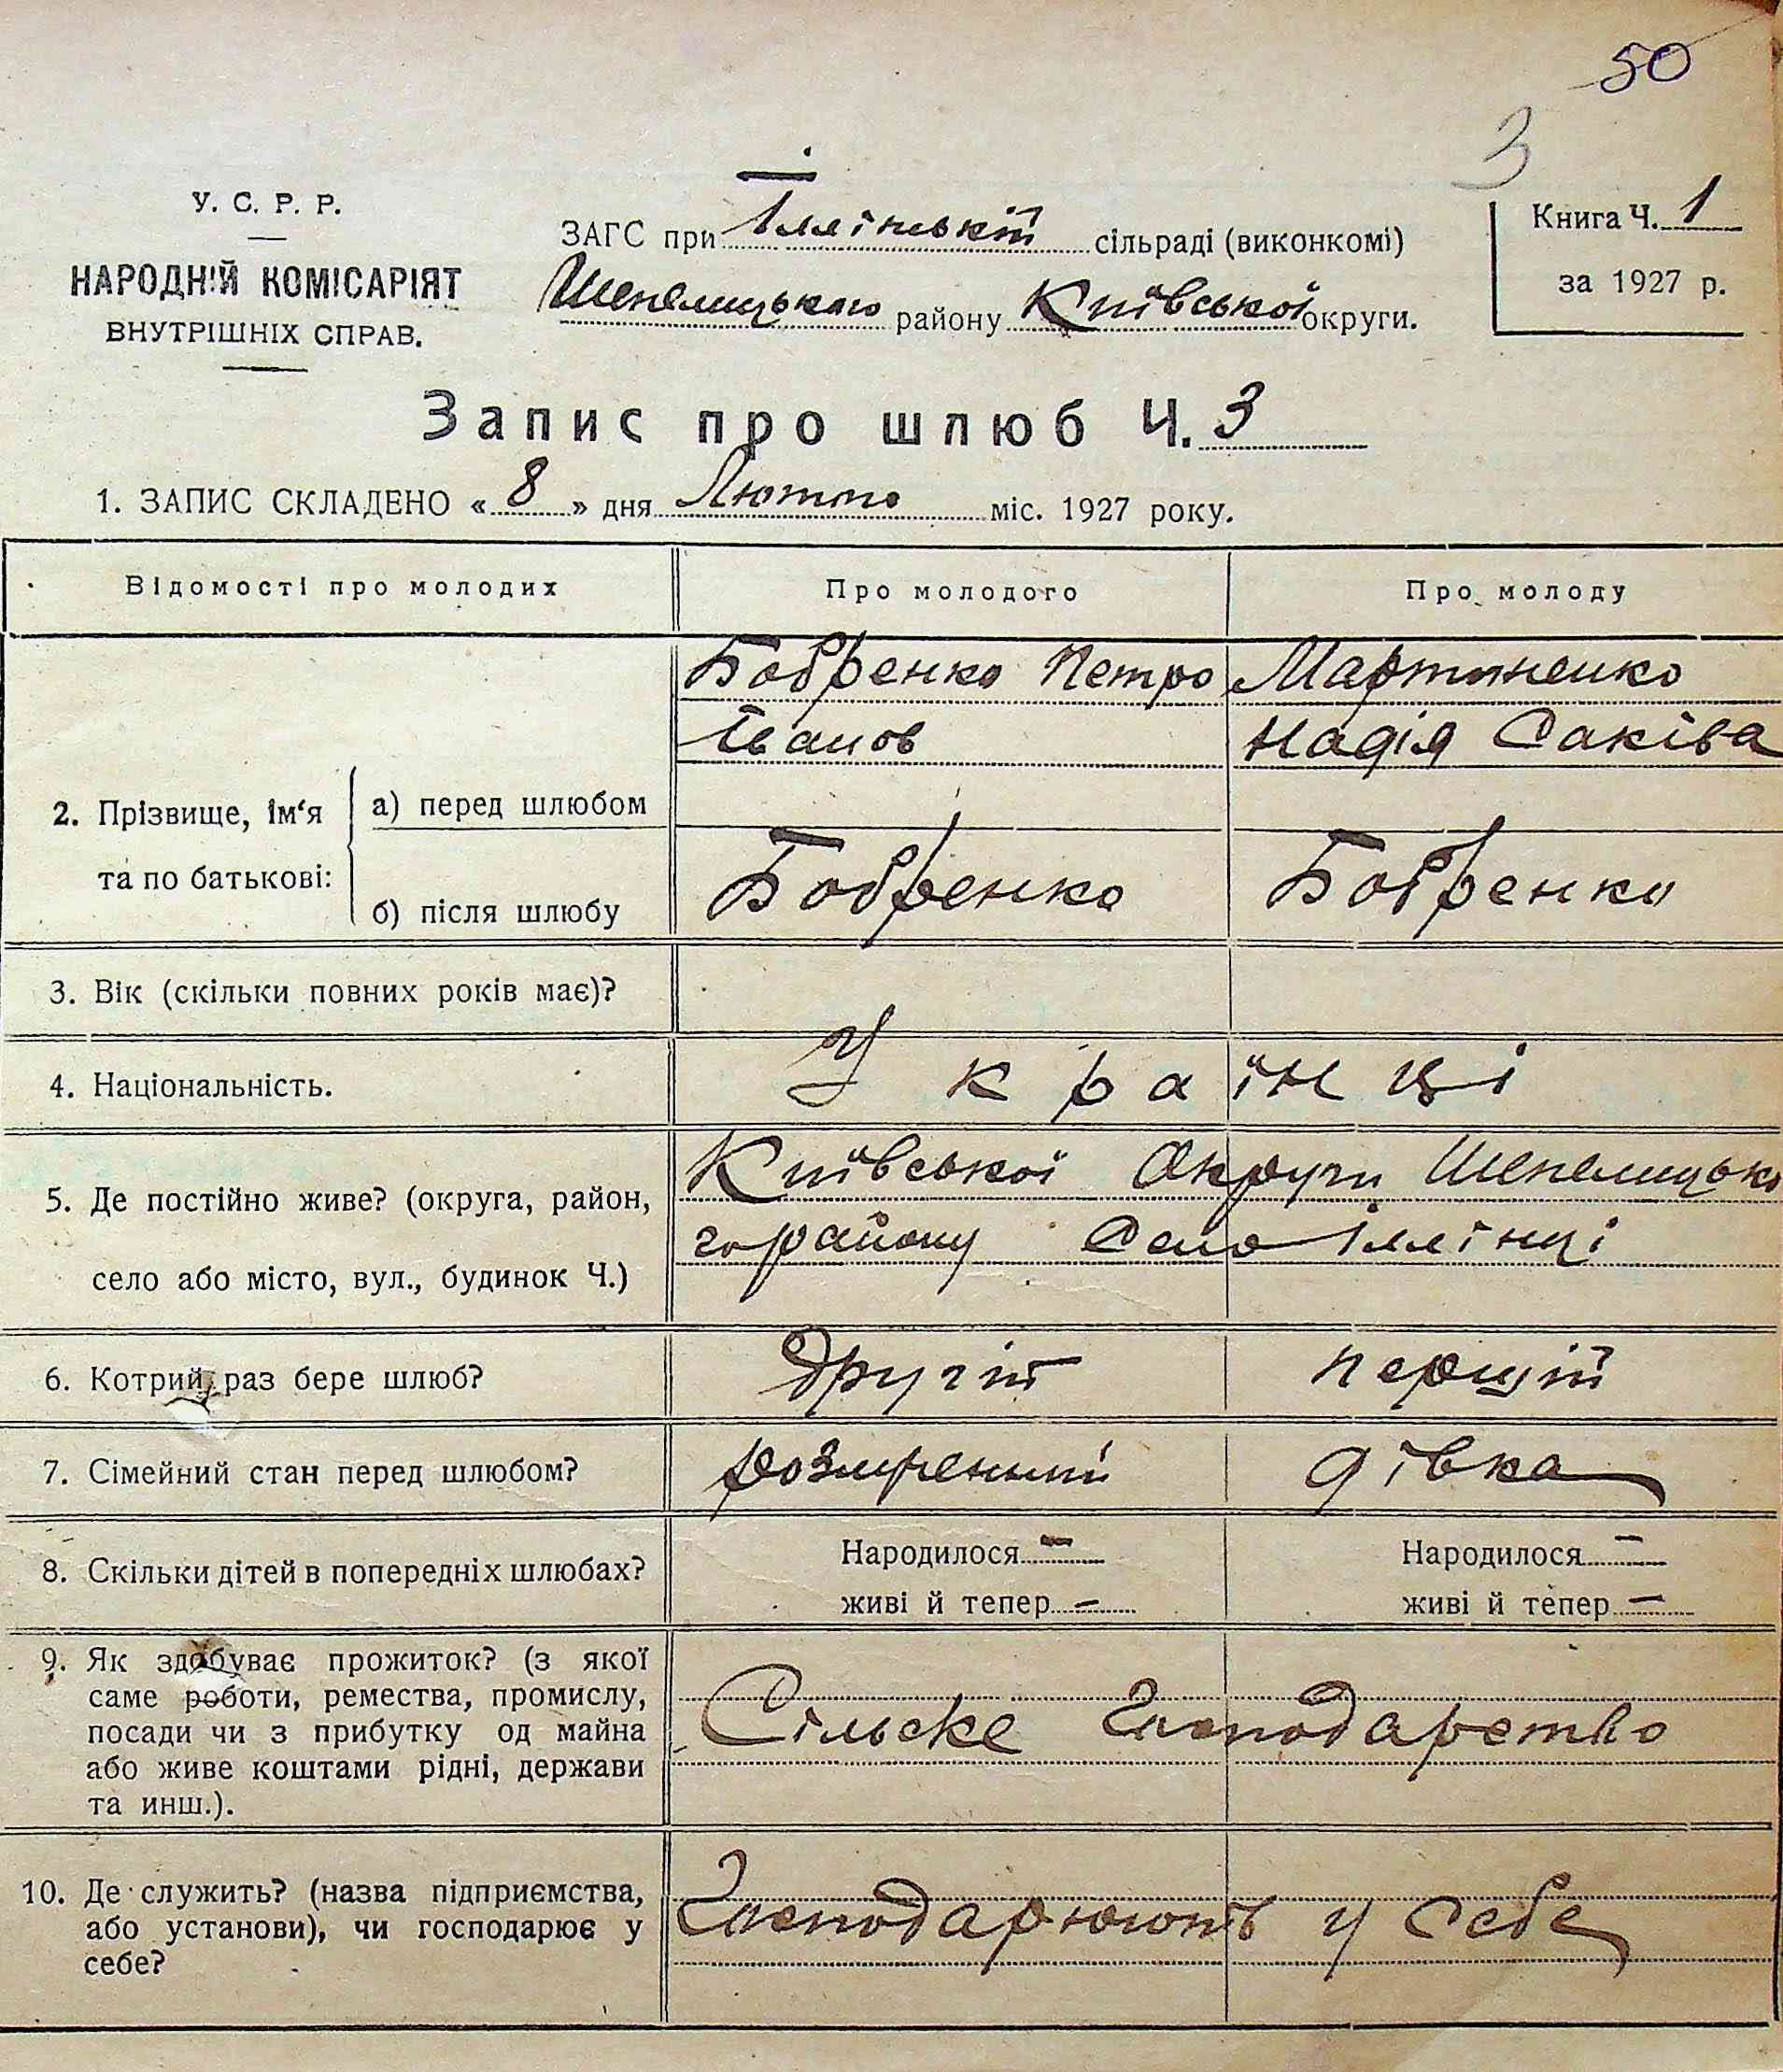 50
3
У. С. Р. Р.
НАРОДНІЙ КОМІСАРІЯТ
ВНУТРІШНІХ СПРАВ.
ЗАГС при Іллінській сільраді (виконкомі)
Шепелицького району Київської округи.
Книга Ч. 1
за 1927 р.
Запис про шлюб Ч. 3
1. ЗАПИС СКЛАДЕНО « 8 » дня Лютого міс. 1927 року.
Відомості про молодих Про молодого Про молоду
2. Прізвище, ім‘я та по батькові:
а) перед шлюбом
Бобренко Петро
Іванов
Мартиненко
Надія Саківа
б) після шлюбу Бобренко Бобренко
3. Вік (скільки повних років має)?
4. Національність. Українці
5. Де постійно живе? (округа, район,
село або місто, вул., будинок Ч.)
Київської Округи Шепелицько
го району Село Іллінці
6. Котрий раз бере шлюб? другій першій
7. Сімейний стан перед шлюбом? дівка
8. Скільки дітей в попередніх шлюбах?
Народилося — Народилося —
живі й тепер — живі й тепер —
9. Як здобуває прожиток? (з якої
саме роботи, ремества, промислу,
посади чи з прибутку од майна
або живе коштами рідні, держави
та инш.).
Сільске Господарство
10. Де служить? (назва підприємства,
або установи), чи господарює у
себе?
Господарюють у себе